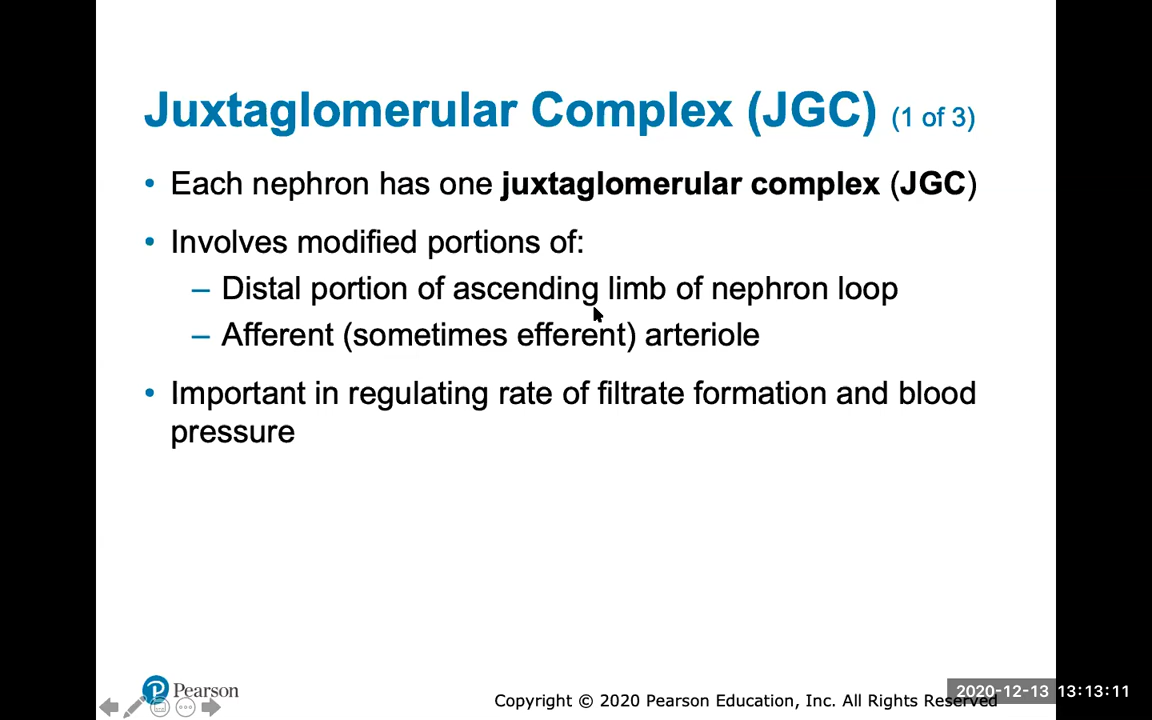 Juxtaglomerular Complex (JGC) (1 of 3)
• Each nephron has one juxtaglomerular complex (JGC)
• Involves modified portions of:
– Distal portion of ascending limb of nephron loop
– Afferent (sometimes efferent) arteriole
• Important in regulating rate of filtrate formation and blood
pressure
P Pearson
Copyright © 2020 Pearson Education, Inc. All Rights Reserved
2020-12-13 13:13:11